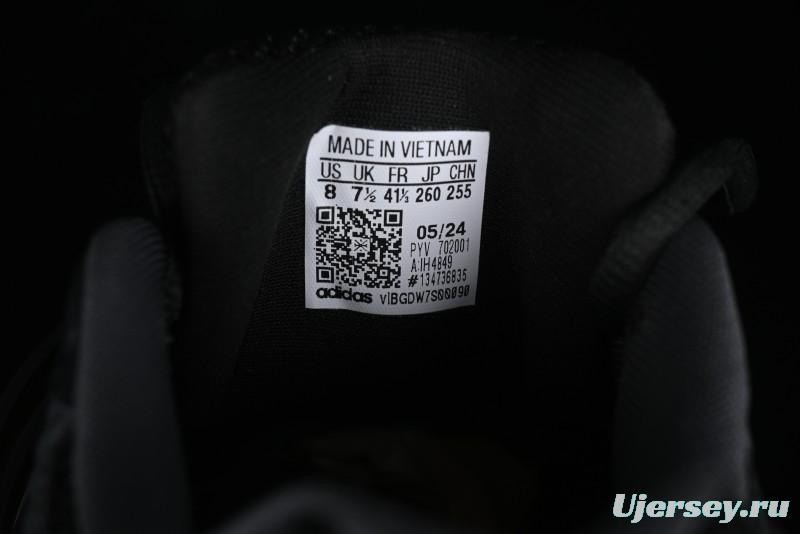 MADE IN VIETNAM
US UK FR JP CHN
8 7½ 41⅓ 260 255
05/24
PYV 702001
A:IH4849
#134736835
adidas v|BGDW7S00090
Ujersey.ru